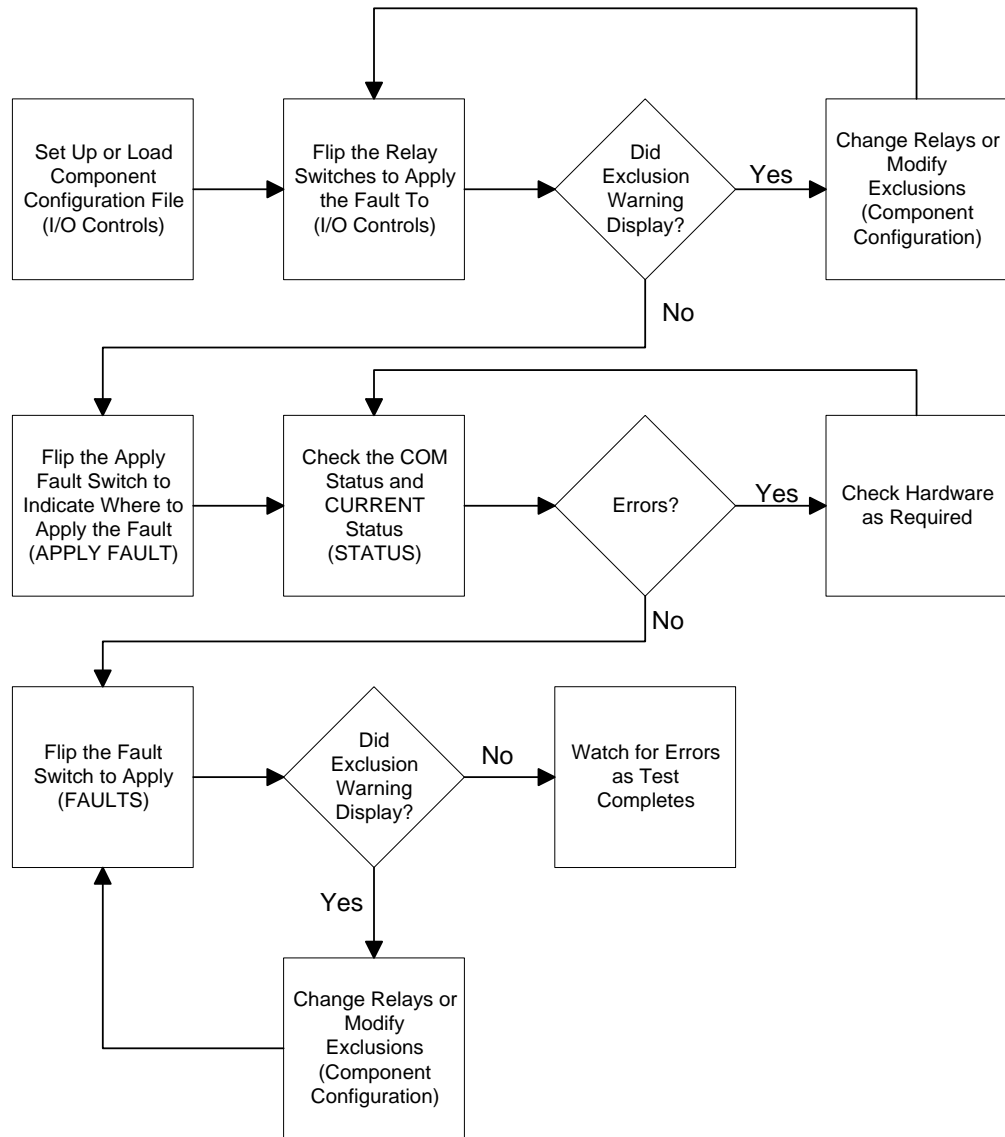 Set Up or Load
Component
Configuration File
(I/O Controls)
Flip the Relay
Switches to Apply
the Fault To
(I/O Controls)
Did
Exclusion
Warning
Display?
Yes
Change Relays or
Modify
Exclusions
(Component
Configuration)
No
Flip the Apply
Fault Switch to
Indicate Where to
Apply the Fault
(APPLY FAULT)
Check the COM
Status and
CURRENT
Status
(STATUS)
Errors?
Yes
Check Hardware
as Required
No
Flip the Fault
Switch to Apply
(FAULTS)
Did
Exclusion
Warning
Display?
No
Watch for Errors
as Test
Completes
Yes
Change Relays or
Modify
Exclusions
(Component
Configuration)